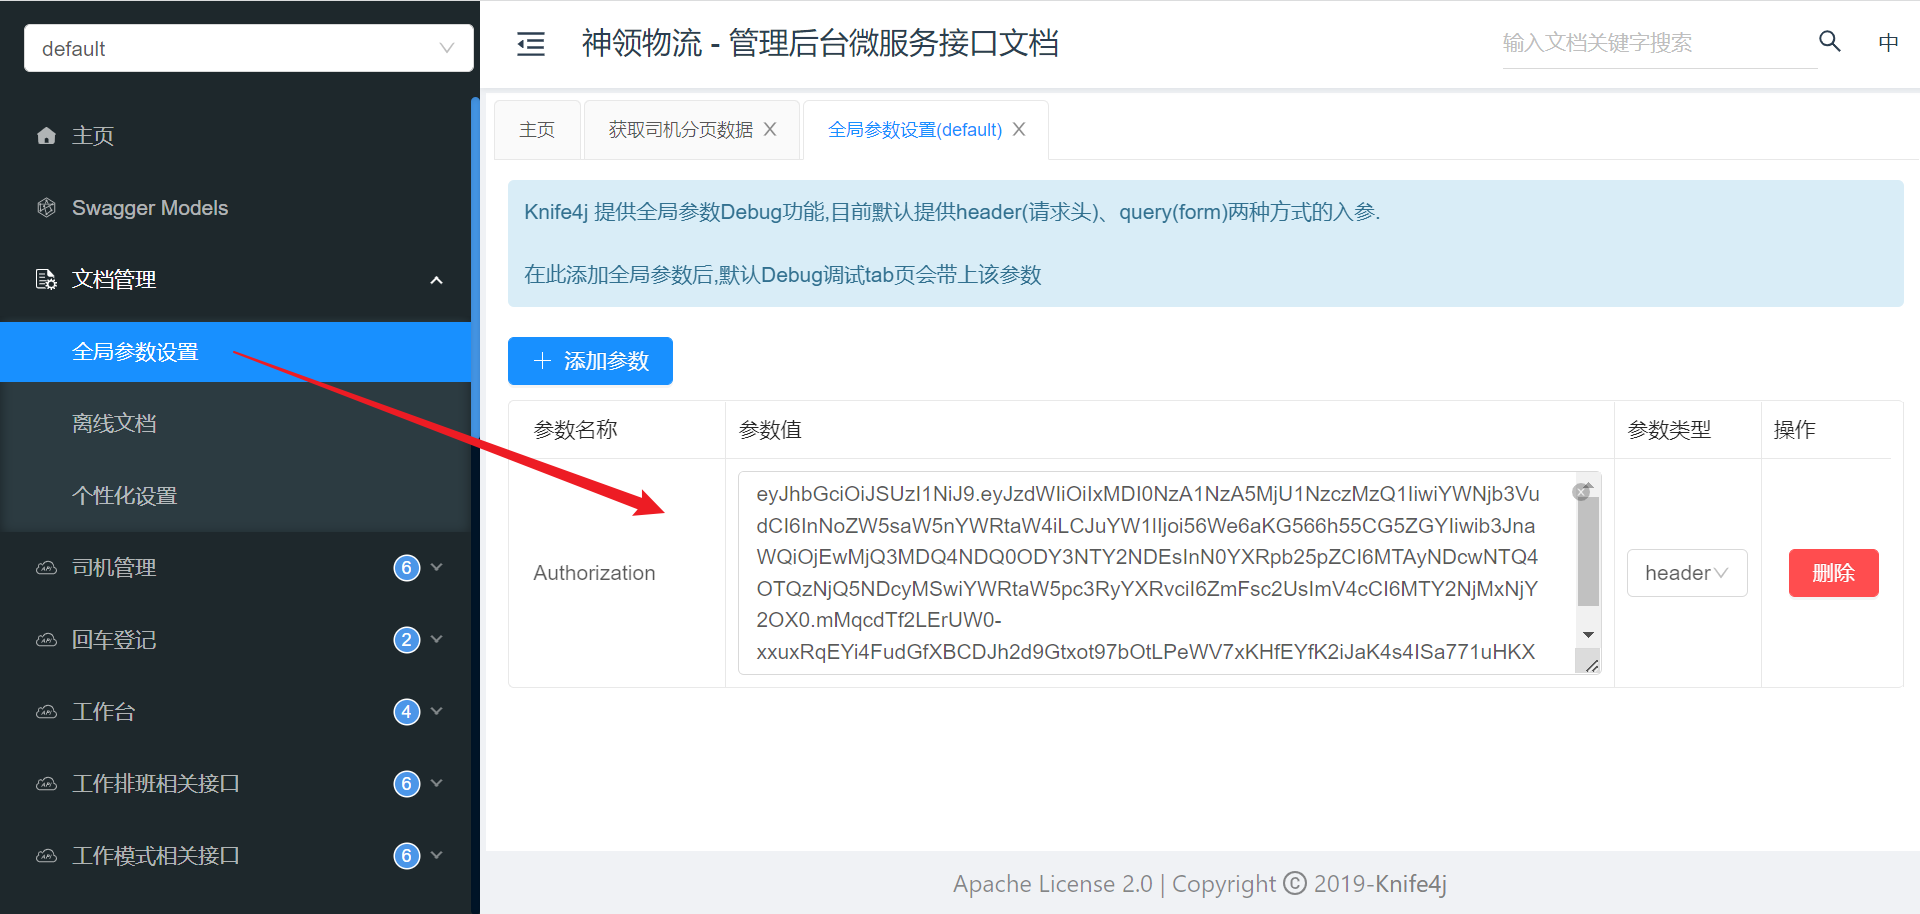 default
主页
Swagger Models
文档管理
全局参数设置
离线文档
个性化设置
司机管理 6
回车登记 2
工作台 4
工作排班相关接口 6
工作模式相关接口 6
神领物流 - 管理后台微服务接口文档
输入文档关键字搜索
中
主页 获取司机分页数据 全局参数设置(default)
Knife4j 提供全局参数Debug功能,目前默认提供header(请求头)、query(form)两种方式的入参.
在此添加全局参数后,默认Debug调试tab页会带上该参数
添加参数
参数名称 参数值 参数类型 操作
Authorization
eyJhbGciOiJSUzI1NiJ9.eyJzdWIiOiIxMDI0NzA1NzA5MjU1NzczMzQ1IiwiYWNjb3Vu
dCI6InNoZW5saW5nYWRtaW4iLCJuYW1lIjoi56We6aKG566h55CG5ZGYIiwib3Jna
WQiOjEwMjQ3MDQ4NDQ0ODY3NTY2NDEsInN0YXRpb25pZCI6MTAyNDcwNTQ4
OTQzNjQ5NDcyMSwiYWRtaW5pc3RyYXRvciI6ZmFsc2UsImV4cCI6MTY2NjMxNjY
2OX0.mMqcdTf2LErUW0-
xxuxRqEYi4FudGfXBCDJh2d9Gtxot97bOtLPeWV7xKHfEYfK2iJaK4s4ISa771uHKX
header
删除
Apache License 2.0 | Copyright © 2019-Knife4j